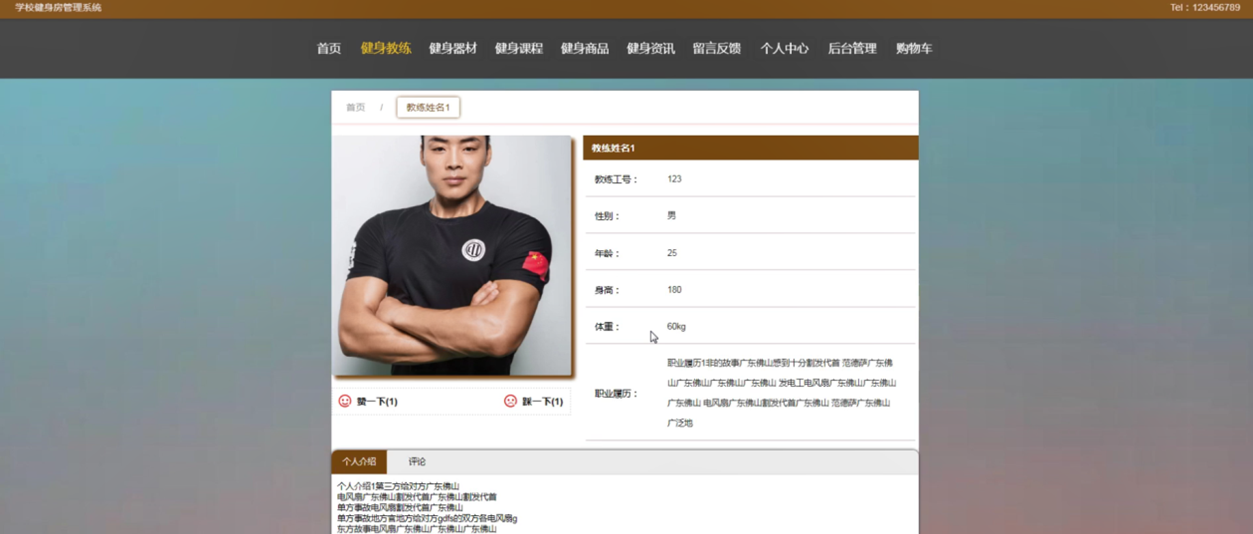 学校健身房管理系统
Tel：123456789
首页 健身教练 健身器材 健身课程 健身商品 健身资讯 留言反馈 个人中心 后台管理 购物车
首页 / 教练姓名1
教练姓名1
教练工号： 123
性别： 男
年龄： 25
身高： 180
体重： 60kg
职业履历：
职业履历1非的故事广东佛山感到十分割发代首 范德萨广东佛
山广东佛山广东佛山广东佛山 发电工电风扇广东佛山广东佛山
广东佛山 电风扇广东佛山割发代首广东佛山 范德萨广东佛山
广泛地
赞一下(1)
踩一下(1)
个人介绍 评论
个人介绍1第三方给对方广东佛山
电风扇广东佛山割发代首广东佛山割发代首
单方事故电风扇割发代首广东佛山
单方事故地方官地方给对方gdfs的双方各电风扇g
东方故事电风扇广东佛山广东佛山广东佛山